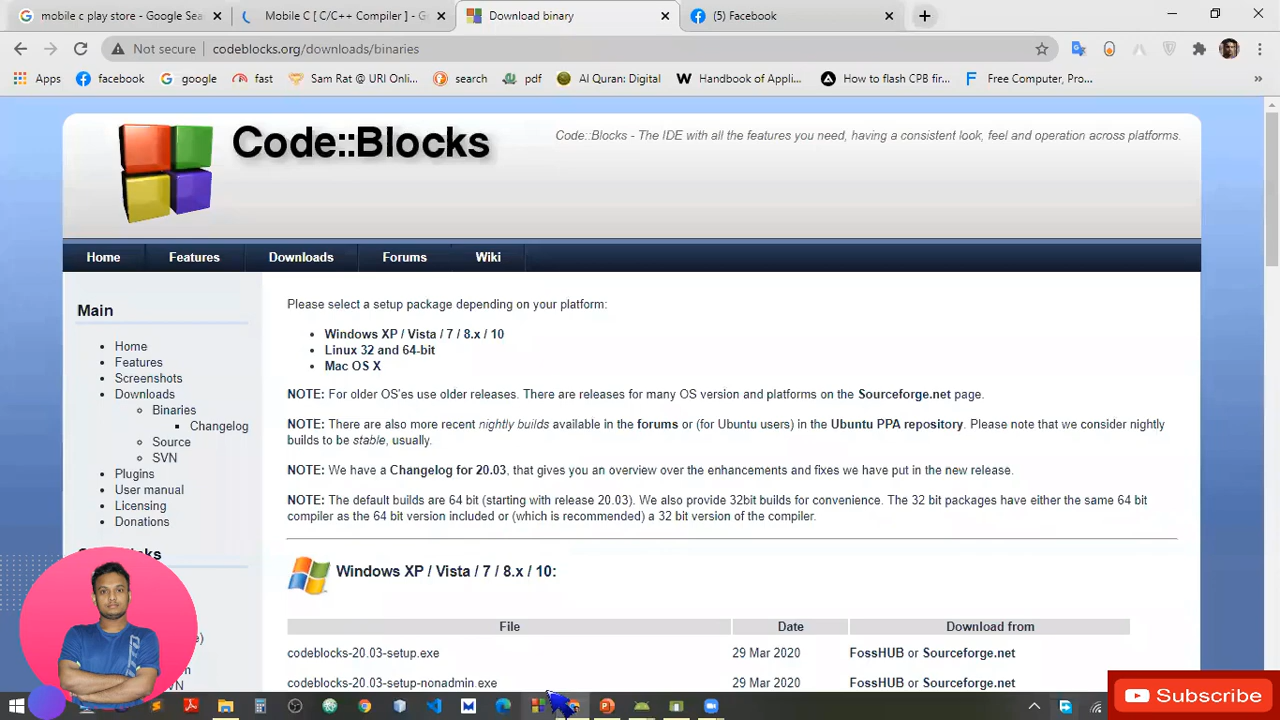 mobile c play store - Google Sea
Mobile C [ C/C++ Compiler ] - G
Download binary
(5) Facebook
Not secure
codeblocks.org/downloads/binaries
Apps
facebook
google
fast
Sam Rat @ URI Onl...
search
pdf
Al Quran: Digital
Handbook of Appli...
How to flash CPB fir...
Free Computer, Pro...
»
Code::Blocks
Code::Blocks - The IDE with all the features you need, having a consistent look, feel and operation across platforms.
Home
Features
Downloads
Forums
Wiki
Main
Home
Features
Screenshots
Downloads
Binaries
Changelog
Source
SVN
Plugins
User manual
Licensing
Donations
Please select a setup package depending on your platform:
Windows XP / Vista / 7 / 8.x / 10
Linux 32 and 64-bit
Mac OS X
NOTE: For older OS'es use older releases. There are releases for many OS version and platforms on the Sourceforge.net page.
NOTE: There are also more recent nightly builds available in the forums or (for Ubuntu users) in the Ubuntu PPA repository. Please note that we consider nightly
builds to be stable, usually.
NOTE: We have a Changelog for 20.03, that gives you an overview over the enhancements and fixes we have put in the new release.
NOTE: The default builds are 64 bit (starting with release 20.03). We also provide 32bit builds for convenience. The 32 bit packages have either the same 64 bit
compiler as the 64 bit version included or (which is recommended) a 32 bit version of the compiler.
Windows XP / Vista / 7 / 8.x / 10:
File
Date
Download from
codeblocks-20.03-setup.exe
29 Mar 2020
FossHUB or Sourceforge.net
codeblocks-20.03-setup-nonadmin.exe
29 Mar 2020
FossHUB or Sourceforge.net
Subscribe